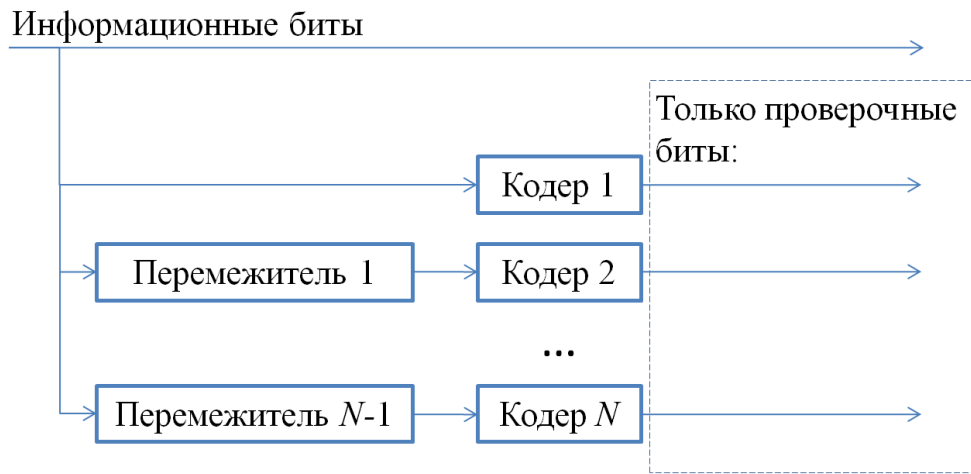 Информационные биты
Только проверочные
биты:
Кодер 1
Перемежитель 1
Кодер 2
...
Перемежитель N-1
Кодер N